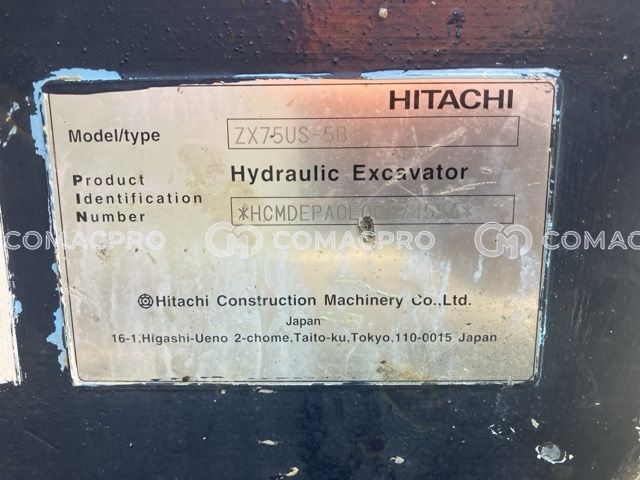 HITACHI
Model/type ZX75US-5B
Hydraulic Excavator
Product
Identification
Number
COMACPRO COMACPRO COMAC
Hitachi Construction Machinery Co.,Ltd.
Japan
16-1,Higashi-Ueno 2-chome,Taito-ku,Tokyo,110-0015 Japan